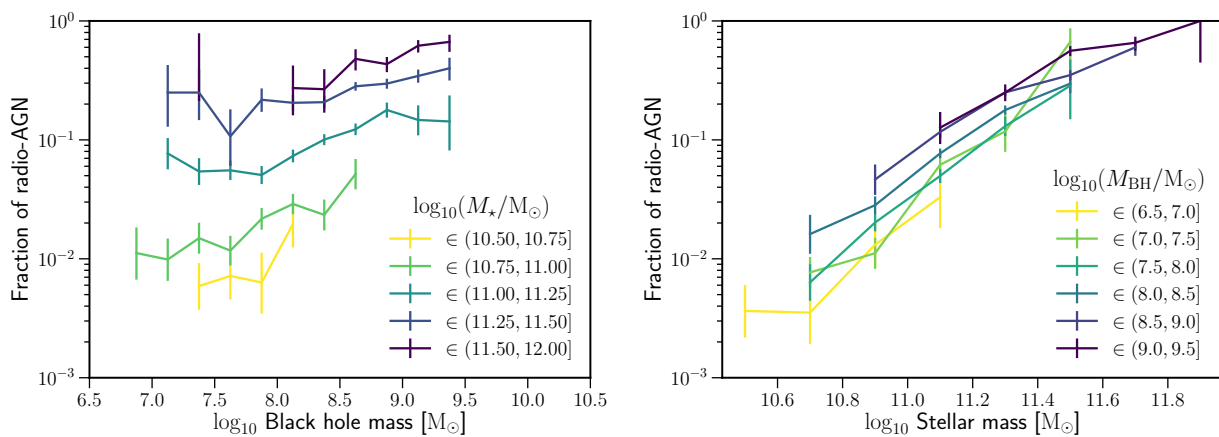 Fraction of radio-AGN
10⁰
10⁻¹
10⁻²
10⁻³
6.5 7.0 7.5 8.0 8.5 9.0 9.5 10.0 10.5
log₁₀ Black hole mass [M☉]
log₁₀(M⋆/M☉)
∈ (10.50, 10.75]
∈ (10.75, 11.00]
∈ (11.00, 11.25]
∈ (11.25, 11.50]
∈ (11.50, 12.00]
Fraction of radio-AGN
10⁰
10⁻¹
10⁻²
10⁻³
10.6 10.8 11.0 11.2 11.4 11.6 11.8
log₁₀ Stellar mass [M☉]
log₁₀(M_BH/M☉)
∈ (6.5, 7.0]
∈ (7.0, 7.5]
∈ (7.5, 8.0]
∈ (8.0, 8.5]
∈ (8.5, 9.0]
∈ (9.0, 9.5]